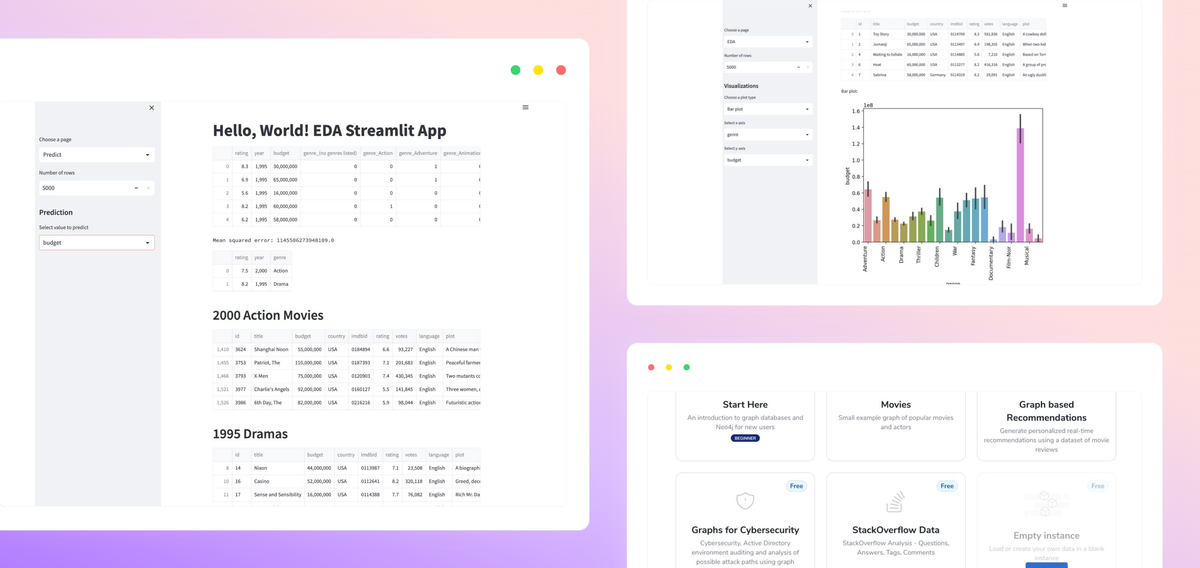 Choose a page
Predict
Number of rows
5000
Prediction
Select value to predict
budget
Hello, World! EDA Streamlit App
rating year budget genre_(no genres listed) genre_Action genre_Adventure genre_Animation
0 8.3 1,995 30,000,000 0 0 1
1 6.9 1,995 65,000,000 0 0 1
2 5.6 1,995 16,000,000 0 0 0
3 8.2 1,995 60,000,000 0 1 0
4 6.2 1,995 58,000,000 0 0 0
Mean squared error: 1145506273948189.0
rating year genre
0 7.5 2,000 Action
1 8.2 1,995 Drama
2000 Action Movies
id title budget country imdbid rating votes language plot
1,410 3624 Shanghai Noon 55,000,000 USA 0184894 6.6 93,227 English A Chinese man
1,455 3753 Patriot, The 110,000,000 USA 0187393 7.1 201,683 English Peaceful farmer
1,466 3793 X-Men 75,000,000 USA 0120903 7.4 430,345 English Two mutants
1,521 3977 Charlie's Angels 92,000,000 USA 0160127 5.5 141,845 English Three women,
1,526 3986 6th Day, The 82,000,000 USA 0216216 5.9 98,044 English Futuristic action
1995 Dramas
id title budget country imdbid rating votes language plot
8 14 Nixon 44,000,000 USA 0113987 7.1 23,508 English A biograph
10 16 Casino 52,000,000 USA 0112641 8.2 320,118 English Greed,
11 17 Sense and Sensibility 16,000,000 USA 0114388 7.7 76,082 English Rich Mr. Da
Choose a page
EDA
Number of rows
5000
Visualizations
Choose a plot type
Bar plot
Select x-axis
genre
Select y-axis
budget
id title budget country imdbid rating votes language plot
0 1 Toy Story 30,000,000 USA 0114709 8.3 591,836 English A cowboy doll
1 2 Jumanji 65,000,000 USA 0113497 6.9 198,355 English When two kid
2 4 Waiting to Exhale 16,000,000 USA 0114885 5.6 7,210 English Based on Terr
3 6 Heat 60,000,000 USA 0113277 8.2 English A group of
4 7 Sabrina 58,000,000 Germany 0114319 6.2 English An ugly duckli
Bar plot:
1e8
1.6
1.4
1.2
1.0
0.8
0.6
0.4
0.2
0.0
budget
Adventure
Action
Drama
Thriller
Children
War
Fantasy
Documentary
Film-Noir
Musical
Start Here
An introduction to graph databases and
Neo4j for new users
BEGINNER
Movies
Small example graph of popular movies
and actors
Graph based
Recommendations
Generate personalized real-time
recommendations using a dataset of movie
reviews
Free
Graphs for Cybersecurity
Cybersecurity, Active Directory
environment auditing and analysis of
possible attack paths using graph
Free
StackOverflow Data
StackOverflow Analysis - Questions,
Answers, Tags, Comments
Free
Empty instance
Load or create your own data in a blank
instance